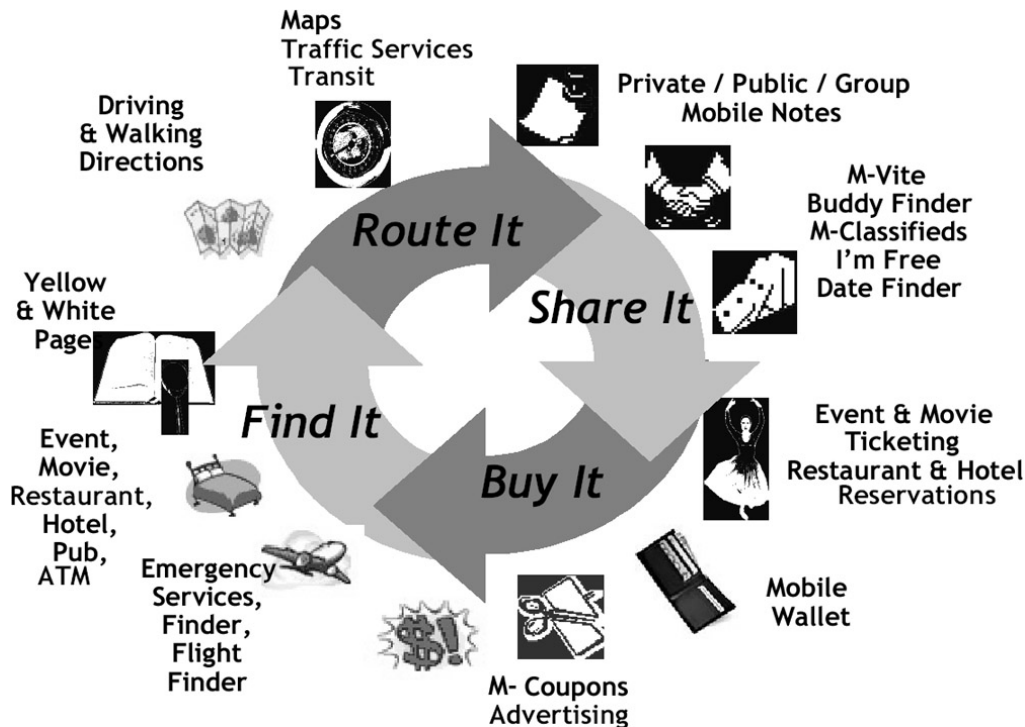 Maps
Traffic Services
Transit
Private / Public / Group
Mobile Notes
Driving
& Walking
Directions
M-Vite
Buddy Finder
M-Classifieds
I'm Free
Date Finder
Route It
Share It
Yellow
& White
Pages
Find It
Buy It
Event & Movie
Ticketing
Restaurant & Hotel
Reservations
Event,
Movie,
Restaurant,
Hotel,
Pub,
ATM
Emergency
Services,
Finder,
Flight
Finder
$!
Mobile
Wallet
M- Coupons
Advertising